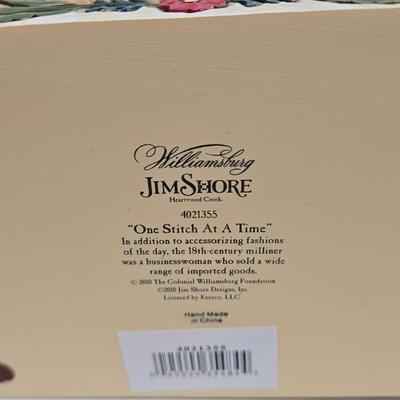 Williamsburg
JIM SHORE
Heartwood Creek
4021355
"One Stitch At A Time"
In addition to accessorizing fashions
of the day, the 18th-century milliner
was a businesswoman who sold a wide
range of imported goods.
© 2010 The Colonial Williamsburg Foundation
©2010 Jim Shore Designs, Inc.
Licensed by Enesco, LLC
Hand Made
in China
4021355